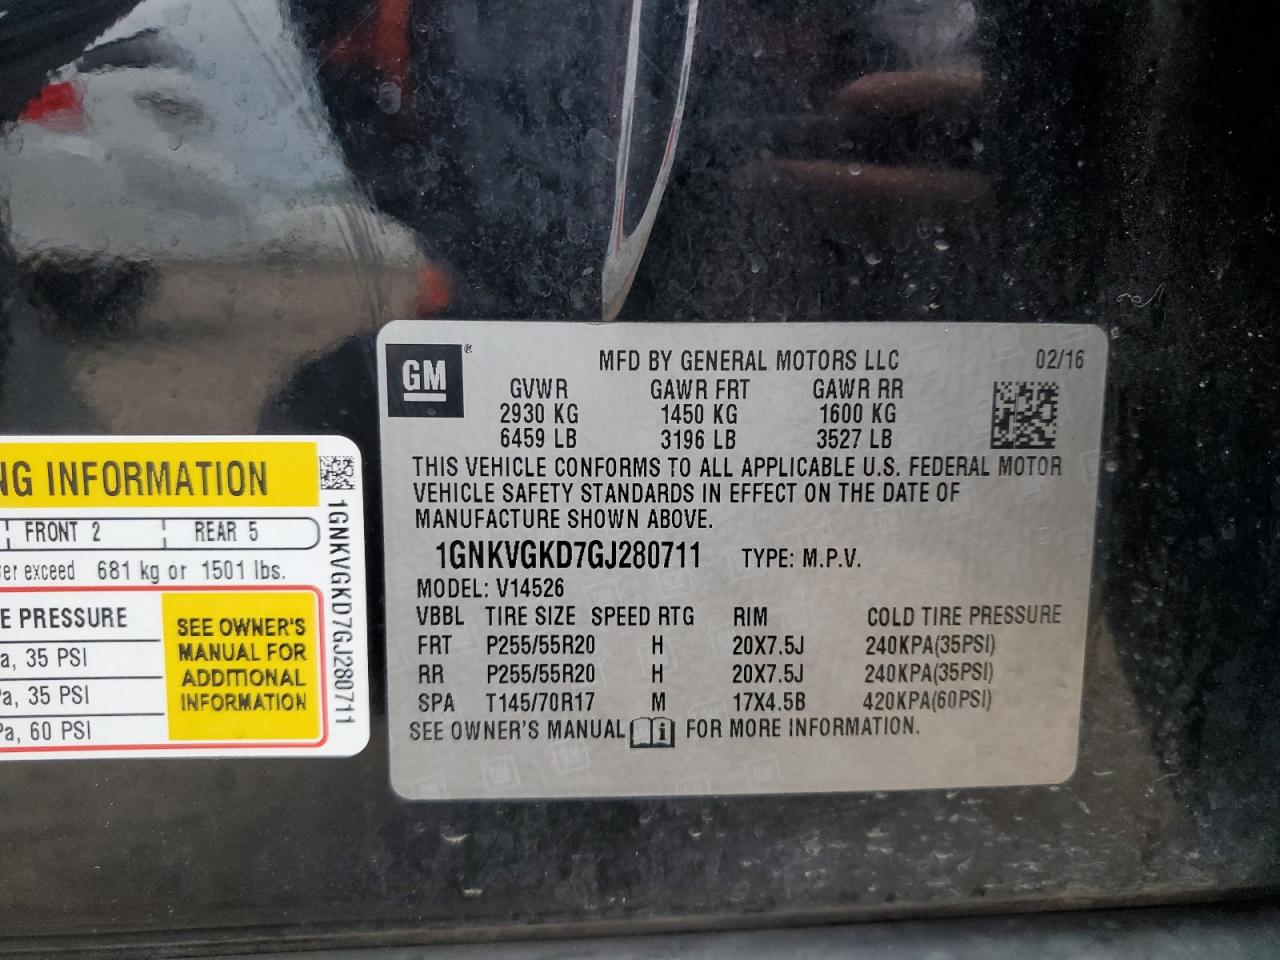 NG INFORMATION
FRONT 2 REAR 5
er exceed 681 kg or 1501 lbs.
E PRESSURE
a, 35 PSI
Pa, 35 PSI
Pa, 60 PSI
SEE OWNER'S
MANUAL FOR
ADDITIONAL
INFORMATION
1GNKVGKD7GJ280711
GM ®
MFD BY GENERAL MOTORS LLC 02/16
GVWR GAWR FRT GAWR RR
2930 KG 1450 KG 1600 KG
6459 LB 3196 LB 3527 LB
THIS VEHICLE CONFORMS TO ALL APPLICABLE U.S. FEDERAL MOTOR
VEHICLE SAFETY STANDARDS IN EFFECT ON THE DATE OF
MANUFACTURE SHOWN ABOVE.
1GNKVGKD7GJ280711 TYPE: M.P.V.
MODEL: V14526
VBBL TIRE SIZE SPEED RTG RIM COLD TIRE PRESSURE
FRT P255/55R20 H 20X7.5J 240KPA(35PSI)
RR P255/55R20 H 20X7.5J 240KPA(35PSI)
SPA T145/70R17 M 17X4.5B 420KPA(60PSI)
SEE OWNER'S MANUAL i FOR MORE INFORMATION.